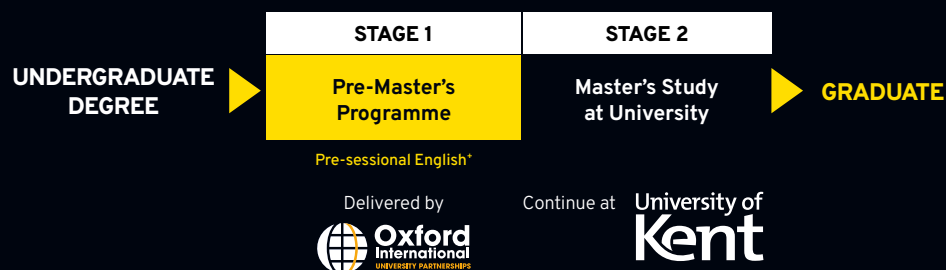 STAGE 1
STAGE 2
UNDERGRADUATE
DEGREE
Pre-Master's
Programme
Master's Study
at University
GRADUATE
Pre-sessional English+
Delivered by
Oxford
International
UNIVERSITY PARTNERSHIPS
Continue at
University of
Kent